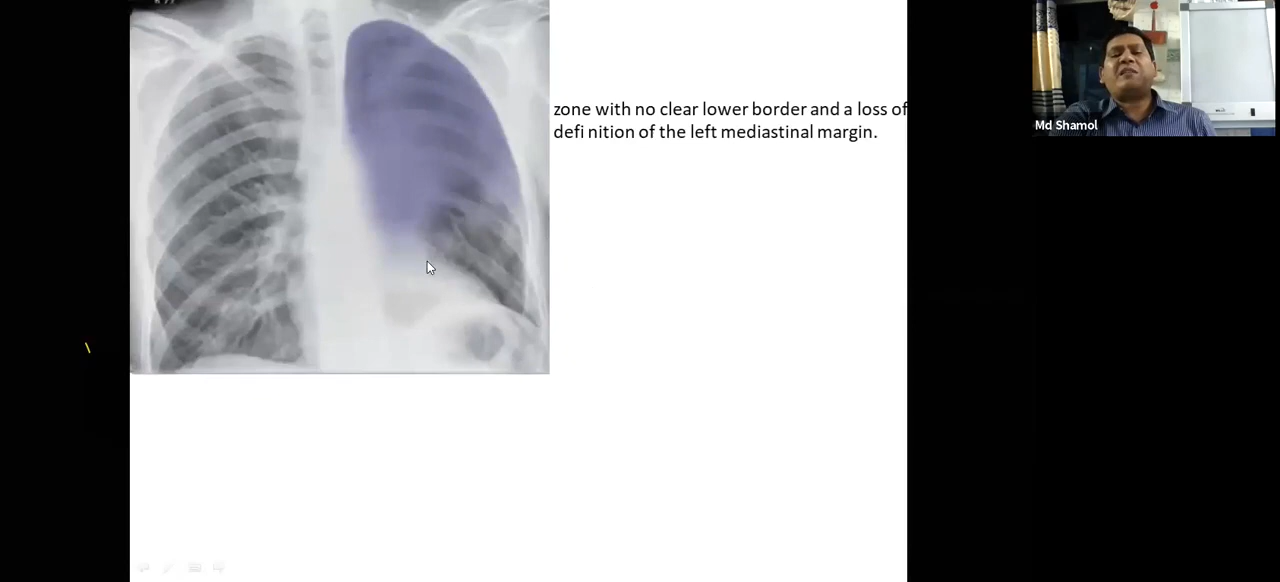 zone with no clear lower border and a loss of
defi nition of the left mediastinal margin.
Md Shamol